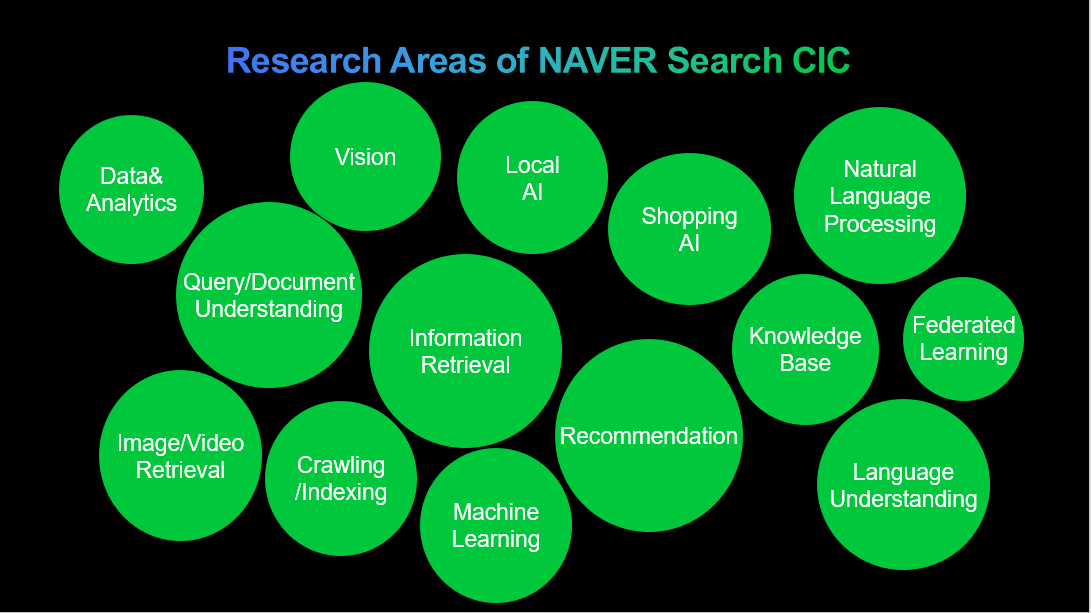 Research Areas of NAVER Search CIC
Data&
Analytics
Vision
Local
AI
Shopping
AI
Natural
Language
Processing
Query/Document
Understanding
Information
Retrieval
Knowledge
Base
Federated
Learning
Image/Video
Retrieval
Crawling
/Indexing
Machine
Learning
Recommendation
Language
Understanding